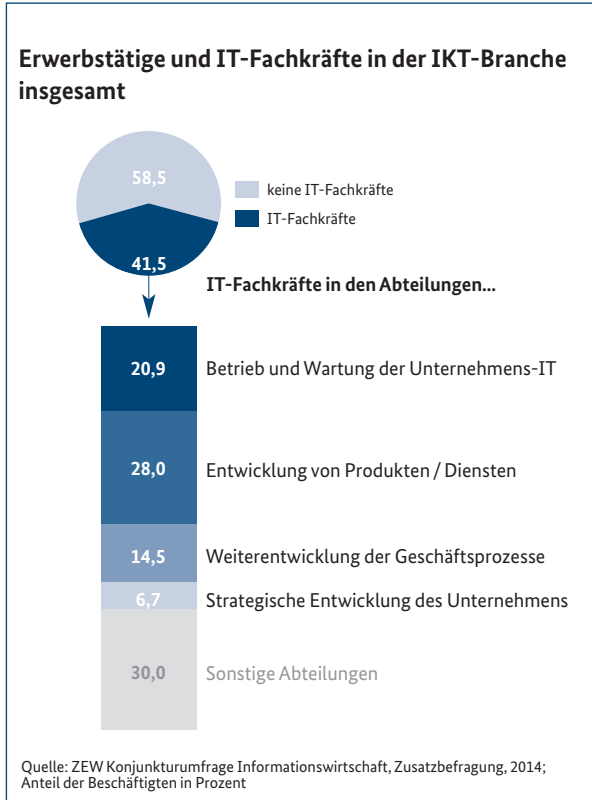 Erwerbstätige und IT-Fachkräfte in der IKT-Branche
insgesamt
58,5
keine IT-Fachkräfte
IT-Fachkräfte
41,5
IT-Fachkräfte in den Abteilungen...
20,9 Betrieb und Wartung der Unternehmens-IT
28,0 Entwicklung von Produkten / Diensten
14,5 Weiterentwicklung der Geschäftsprozesse
6,7 Strategische Entwicklung des Unternehmens
30,0 Sonstige Abteilungen
Quelle: ZEW Konjunkturumfrage Informationswirtschaft, Zusatzbefragung, 2014;
Anteil der Beschäftigten in Prozent